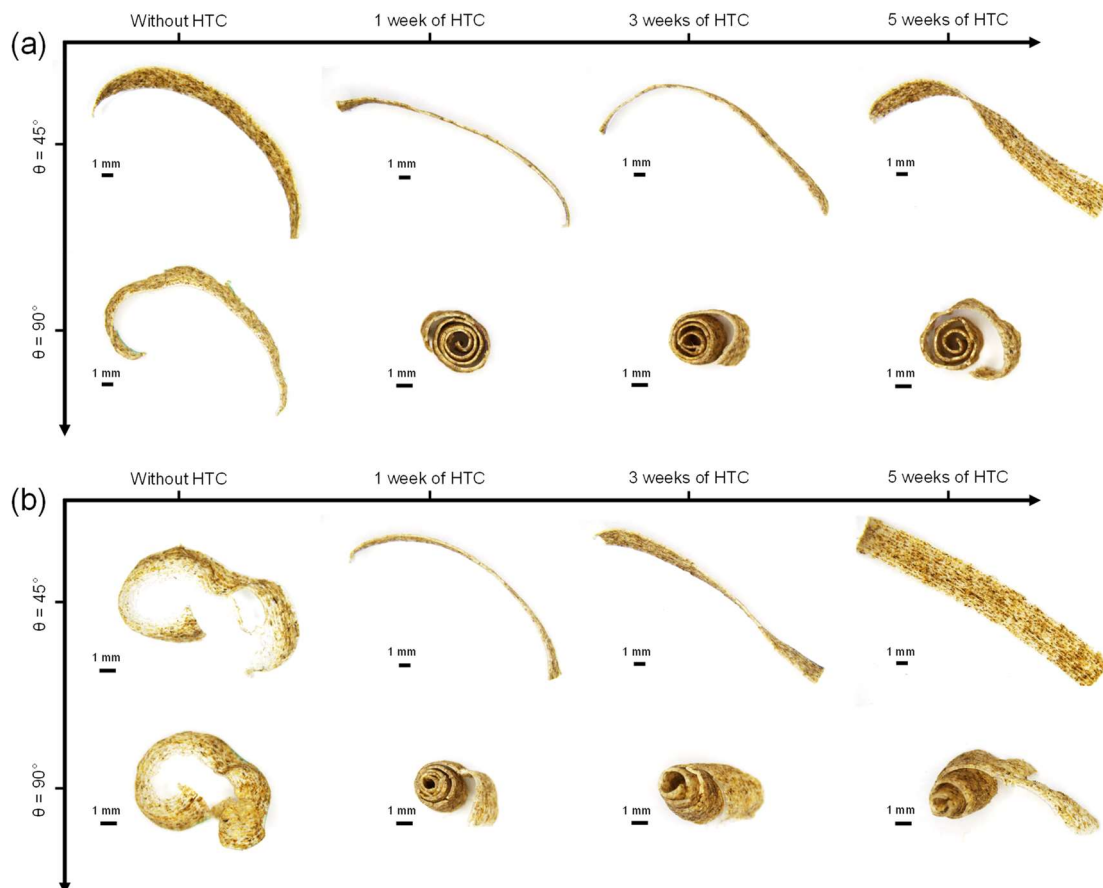 Without HTC 1 week of HTC 3 weeks of HTC 5 weeks of HTC
(a)
θ = 45°
1 mm 1 mm 1 mm 1 mm
θ = 90°
1 mm 1 mm 1 mm 1 mm
Without HTC 1 week of HTC 3 weeks of HTC 5 weeks of HTC
(b)
θ = 45°
1 mm 1 mm 1 mm 1 mm
θ = 90°
1 mm 1 mm 1 mm 1 mm